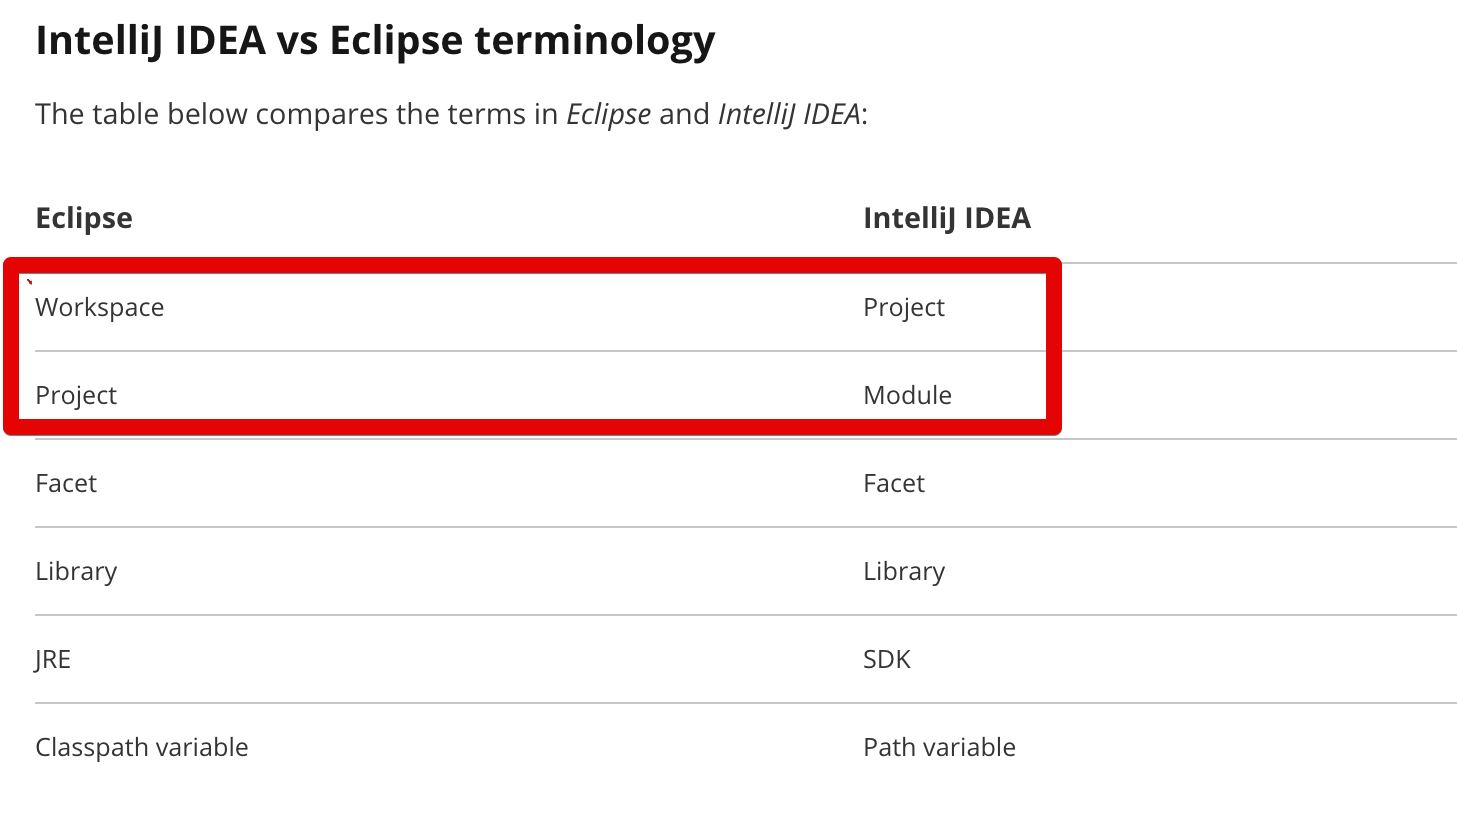 IntelliJ IDEA vs Eclipse terminology
The table below compares the terms in Eclipse and IntelliJ IDEA:
Eclipse IntelliJ IDEA
Workspace Project
Project Module
Facet Facet
Library Library
JRE SDK
Classpath variable Path variable